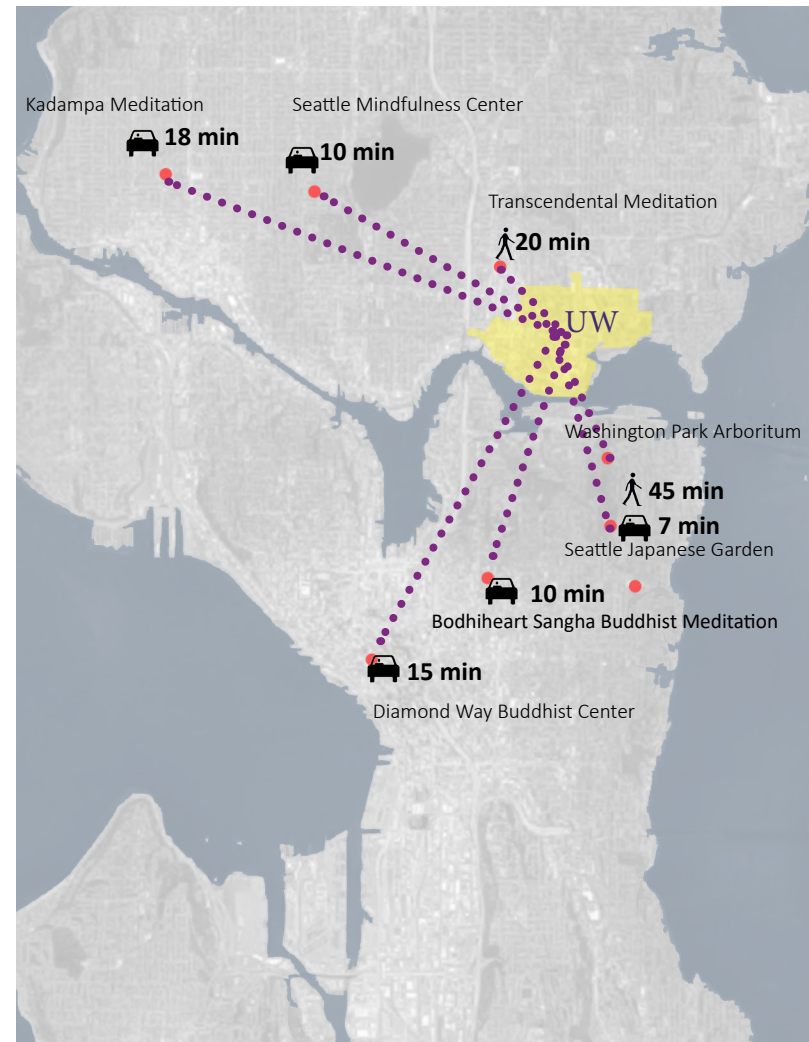 Kadampa Meditation
18 min
Seattle Mindfulness Center
10 min
Transcendental Meditation
20 min
UW
Washington Park Arboritum
45 min
7 min
Seattle Japanese Garden
10 min
Bodhiheart Sangha Buddhist Meditation
15 min
Diamond Way Buddhist Center